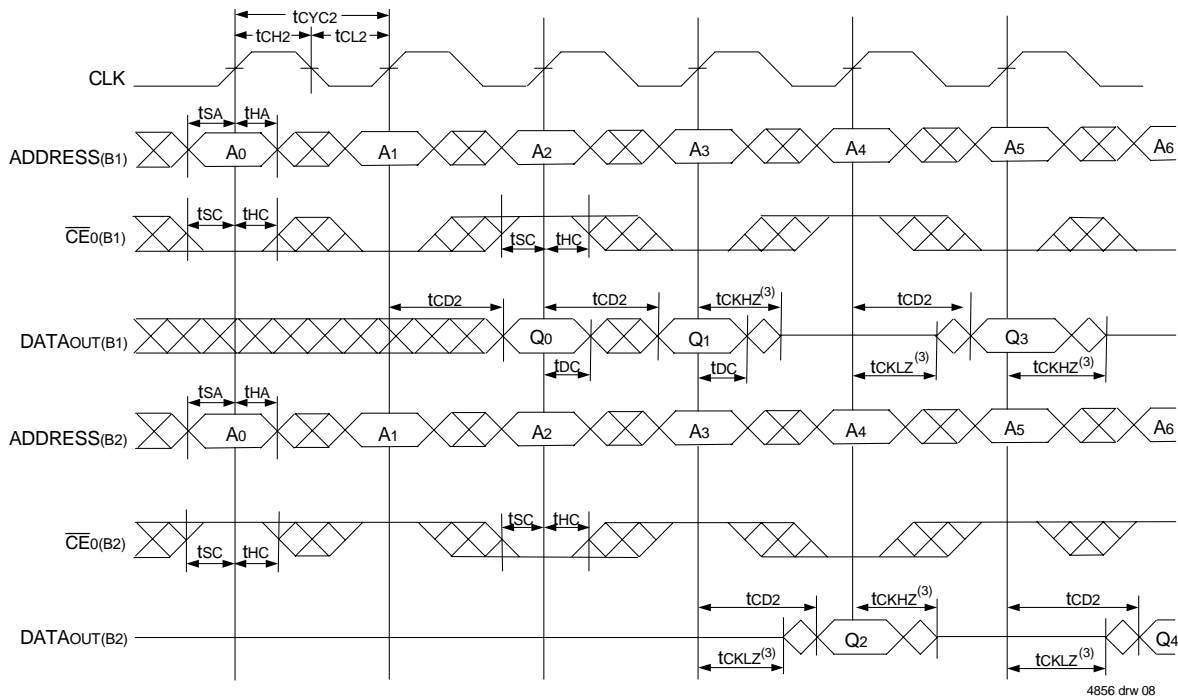 tCYC2
tCH2 tCL2
CLK
tSA tHA
ADDRESS(B1) A0 A1 A2 A3 A4 A5 A6
tSC tHC
CE0(B1)
tSC tHC
tCD2 tCD2 tCKHZ(3) tCD2
DATAOUT(B1) Q0 Q1 Q3
tDC tDC tCKLZ(3) tCKHZ(3)
tSA tHA
ADDRESS(B2) A0 A1 A2 A3 A4 A5 A6
tSC tHC
CE0(B2)
tSC tHC
tCD2 tCKHZ(3) tCD2
DATAOUT(B2) Q2 Q4
tCKLZ(3) tCKLZ(3)
4856 drw 08